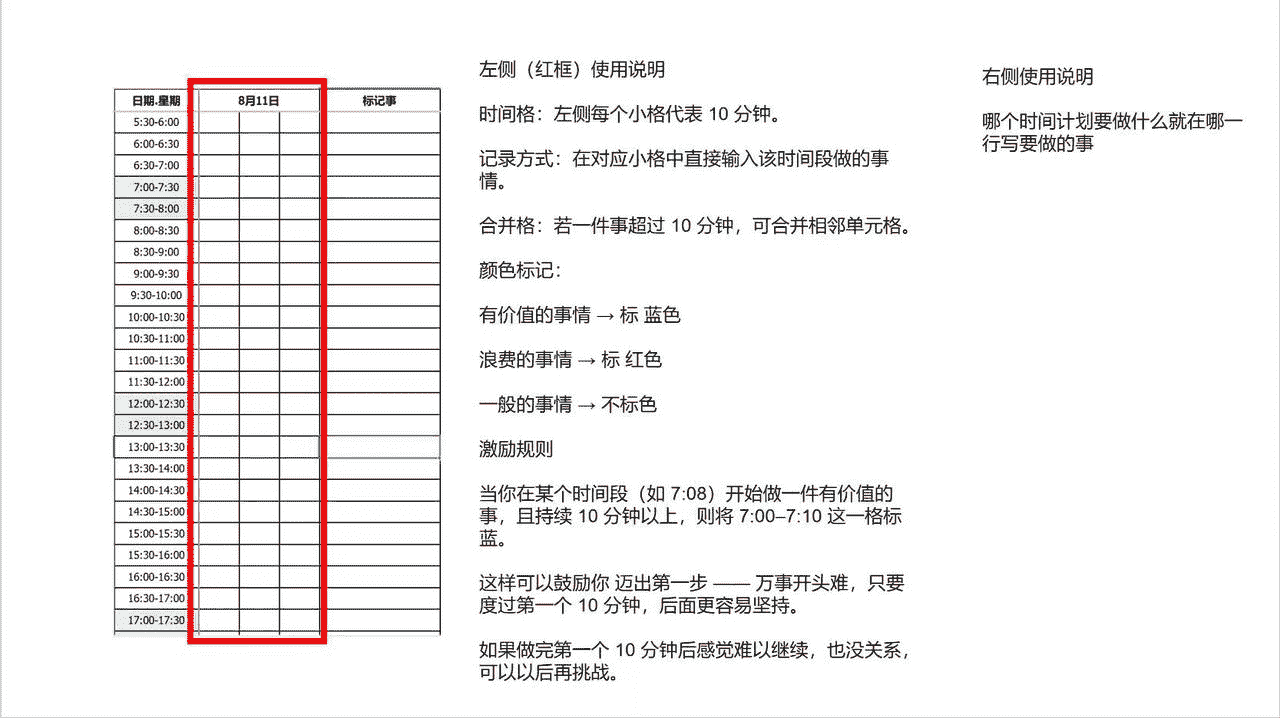 日期.星期 8月11日 标记事
5:30-6:00
6:00-6:30
6:30-7:00
7:00-7:30
7:30-8:00
8:00-8:30
8:30-9:00
9:00-9:30
9:30-10:00
10:00-10:30
10:30-11:00
11:00-11:30
11:30-12:00
12:00-12:30
12:30-13:00
13:00-13:30
13:30-14:00
14:00-14:30
14:30-15:00
15:00-15:30
15:30-16:00
16:00-16:30
16:30-17:00
17:00-17:30
左侧（红框）使用说明
时间格：左侧每个小格代表 10 分钟。
记录方式：在对应小格中直接输入该时间段做的事
情。
合并格：若一件事超过 10 分钟，可合并相邻单元格。
颜色标记：
有价值的事情 → 标 蓝色
浪费的事情 → 标 红色
一般的事情 → 不标色
激励规则
当你在某个时间段（如 7:08）开始做一件有价值的
事，且持续 10 分钟以上，则将 7:00–7:10 这一格标
蓝。
这样可以鼓励你 迈出第一步 —— 万事开头难，只要
度过第一个 10 分钟，后面更容易坚持。
如果做完第一个 10 分钟后感觉难以继续，也没关系，
可以以后再挑战。
右侧使用说明
哪个时间计划要做什么就在哪一
行写要做的事